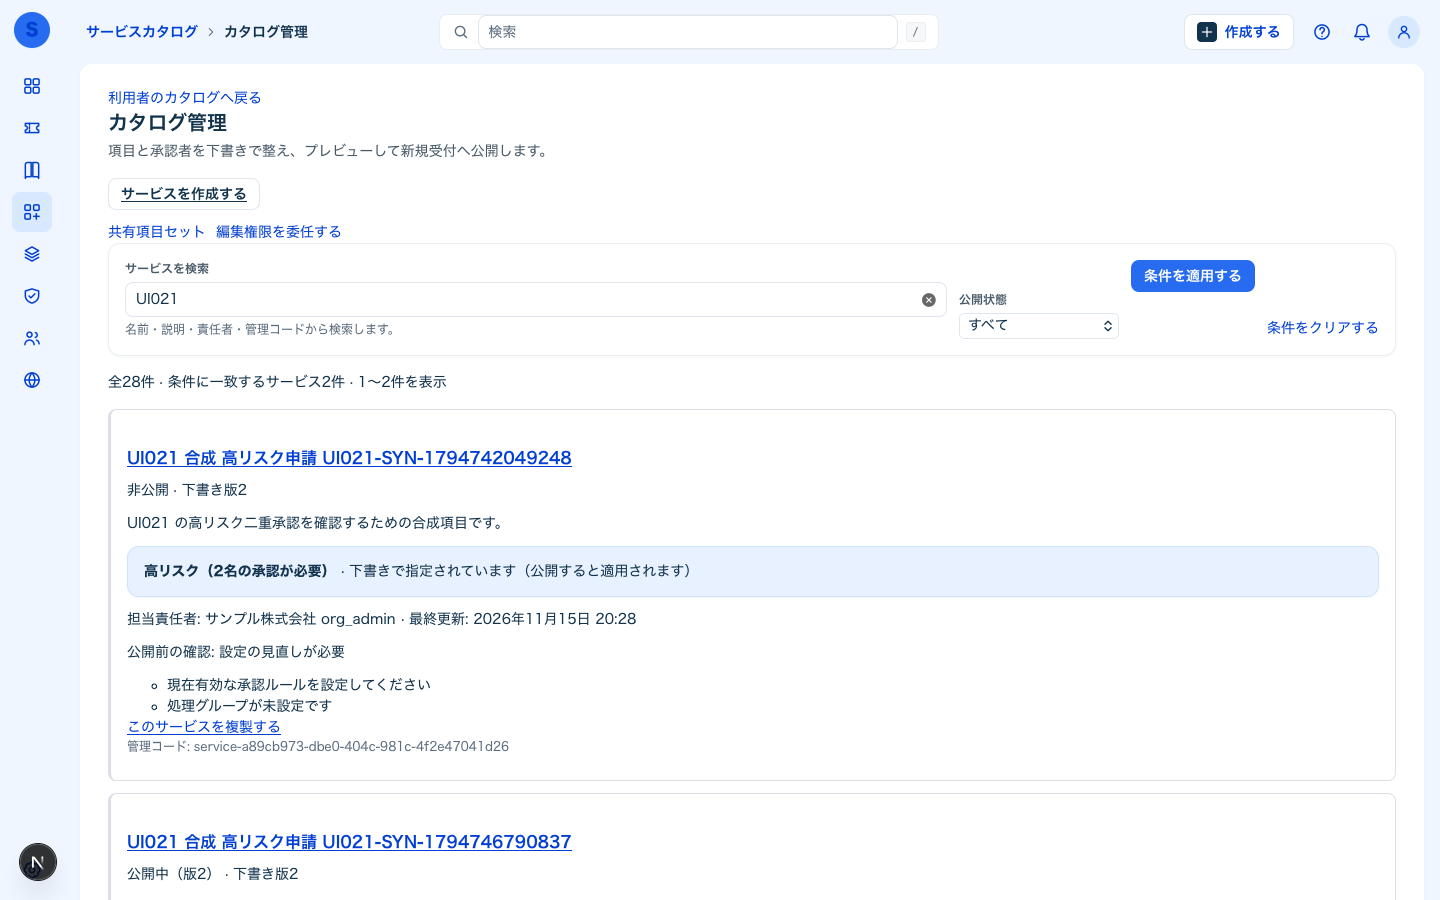 S
サービスカタログ > カタログ管理
検索
/
作成する
利用者のカタログへ戻る
カタログ管理
項目と承認者を下書きで整え、プレビューして新規受付へ公開します。
サービスを作成する
共有項目セット 編集権限を委任する
サービスを検索
UI021
名前・説明・責任者・管理コードから検索します。
公開状態
すべて
条件を適用する
条件をクリアする
全28件 · 条件に一致するサービス2件 · 1〜2件を表示
UI021 合成 高リスク申請 UI021-SYN-1794742049248
非公開 · 下書き版2
UI021 の高リスク二重承認を確認するための合成項目です。
高リスク（2名の承認が必要） · 下書きで指定されています（公開すると適用されます）
担当責任者: サンプル株式会社 org_admin · 最終更新: 2026年11月15日 20:28
公開前の確認: 設定の見直しが必要
現在有効な承認ルールを設定してください
処理グループが未設定です
このサービスを複製する
管理コード: service-a89cb973-dbe0-404c-981c-4f2e47041d26
UI021 合成 高リスク申請 UI021-SYN-1794746790837
公開中（版2） · 下書き版2
N